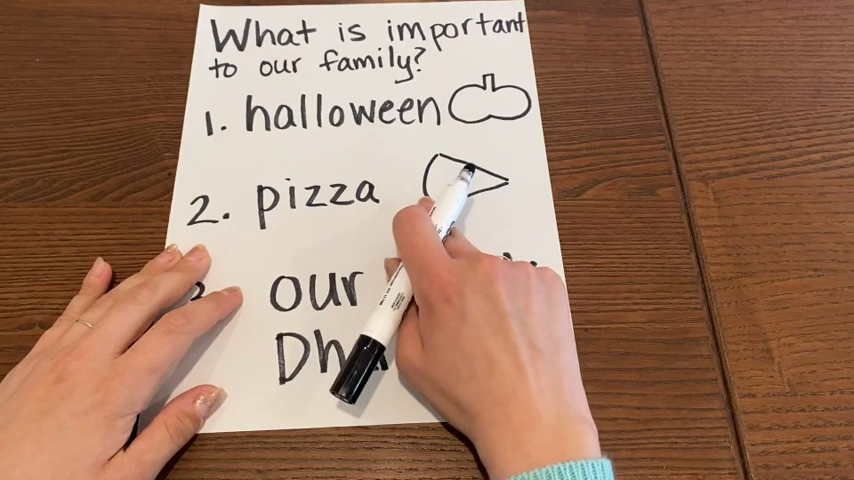 What is important
to our family?
1. halloween
2. pizza
our